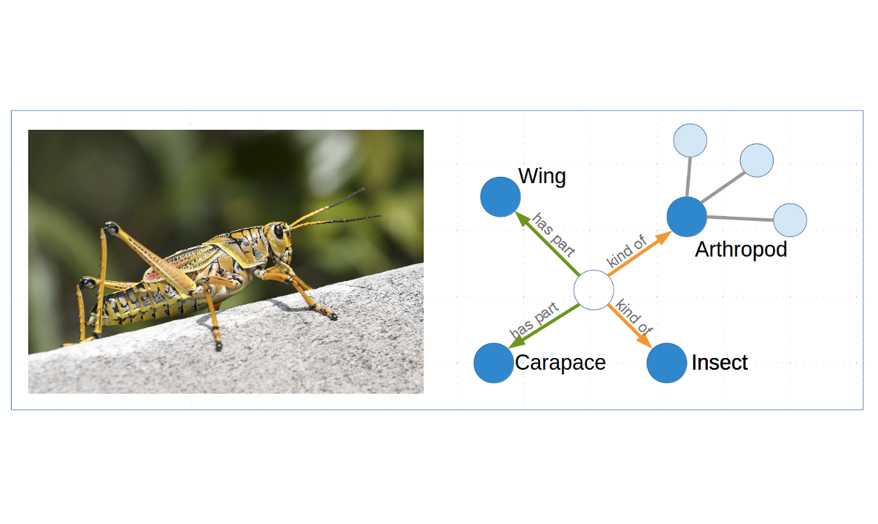 Wing
has part
kind of
Arthropod
has part
kind of
Carapace
Insect